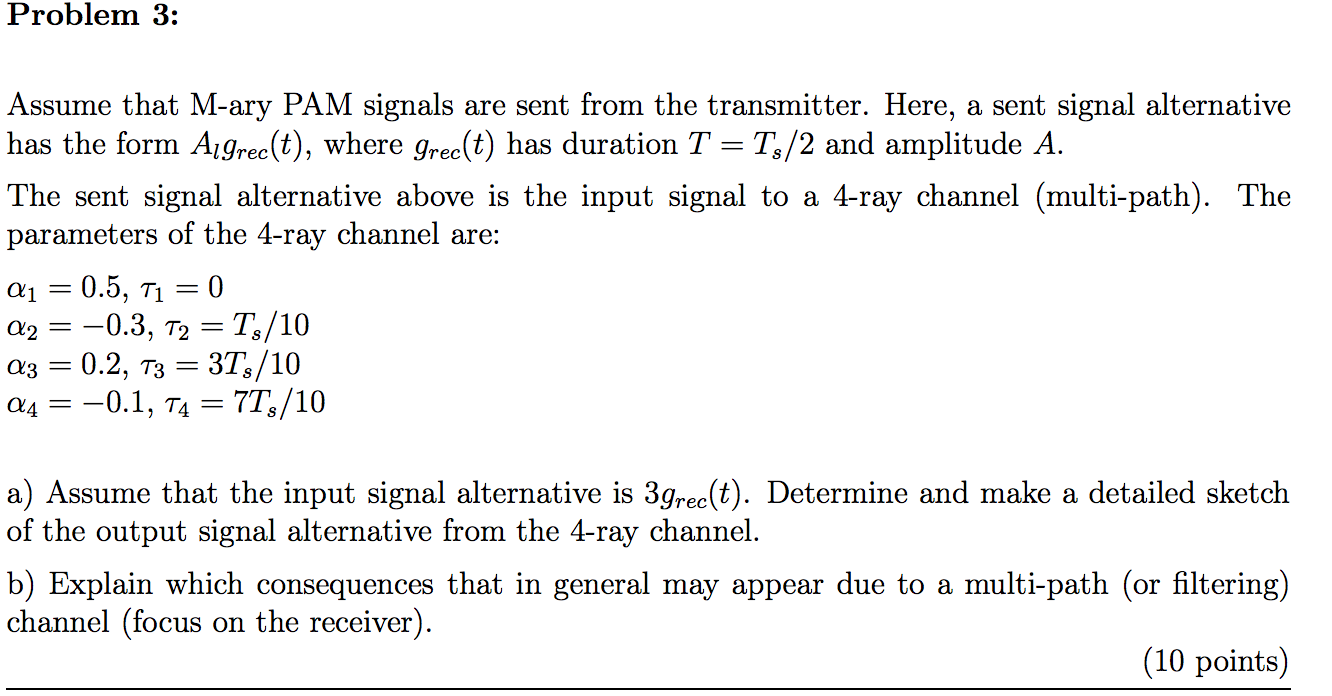 Problem 3:
Assume that M-ary PAM signals are sent from the transmitter. Here, a sent signal alternative
has the form $A_l g_{rec}(t)$, where $g_{rec}(t)$ has duration $T = T_s/2$ and amplitude $A$.
The sent signal alternative above is the input signal to a 4-ray channel (multi-path). The
parameters of the 4-ray channel are:
$\alpha_1 = 0.5, \tau_1 = 0$
$\alpha_2 = -0.3, \tau_2 = T_s/10$
$\alpha_3 = 0.2, \tau_3 = 3T_s/10$
$\alpha_4 = -0.1, \tau_4 = 7T_s/10$
a) Assume that the input signal alternative is $3g_{rec}(t)$. Determine and make a detailed sketch
of the output signal alternative from the 4-ray channel.
b) Explain which consequences that in general may appear due to a multi-path (or filtering)
channel (focus on the receiver).
(10 points)